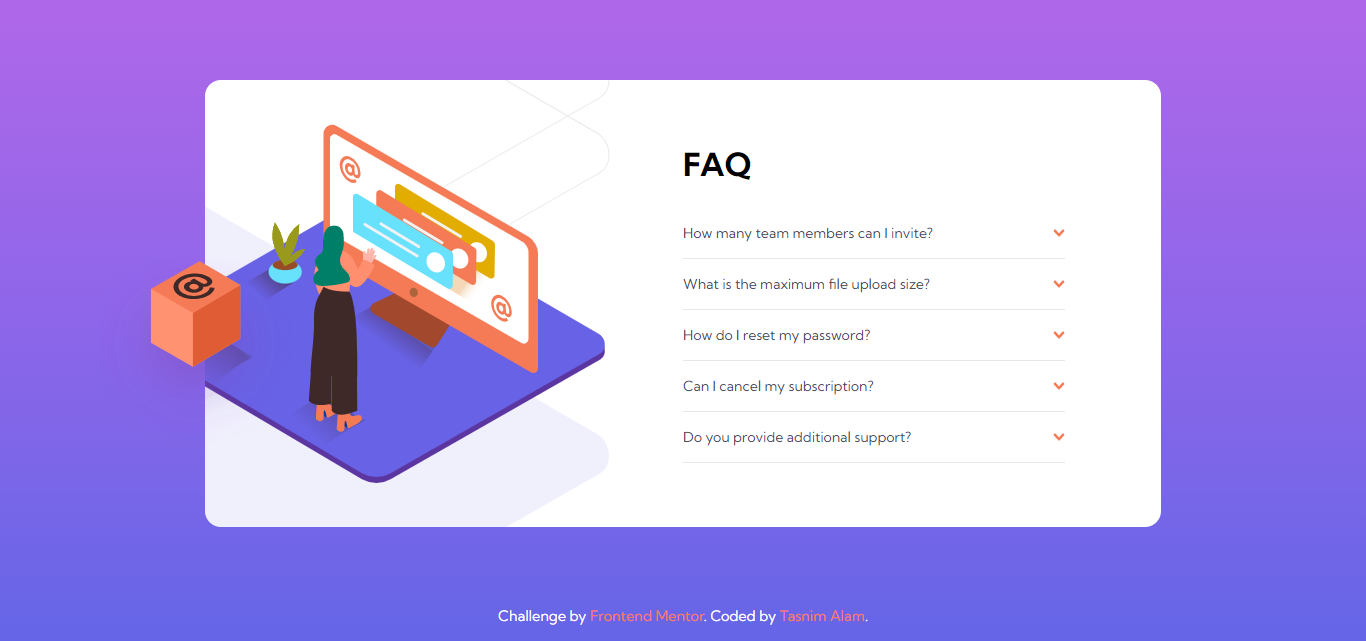 FAQ
How many team members can I invite?
What is the maximum file upload size?
How do I reset my password?
Can I cancel my subscription?
Do you provide additional support?
Challenge by Frontend Mentor. Coded by Tasnim Alam.